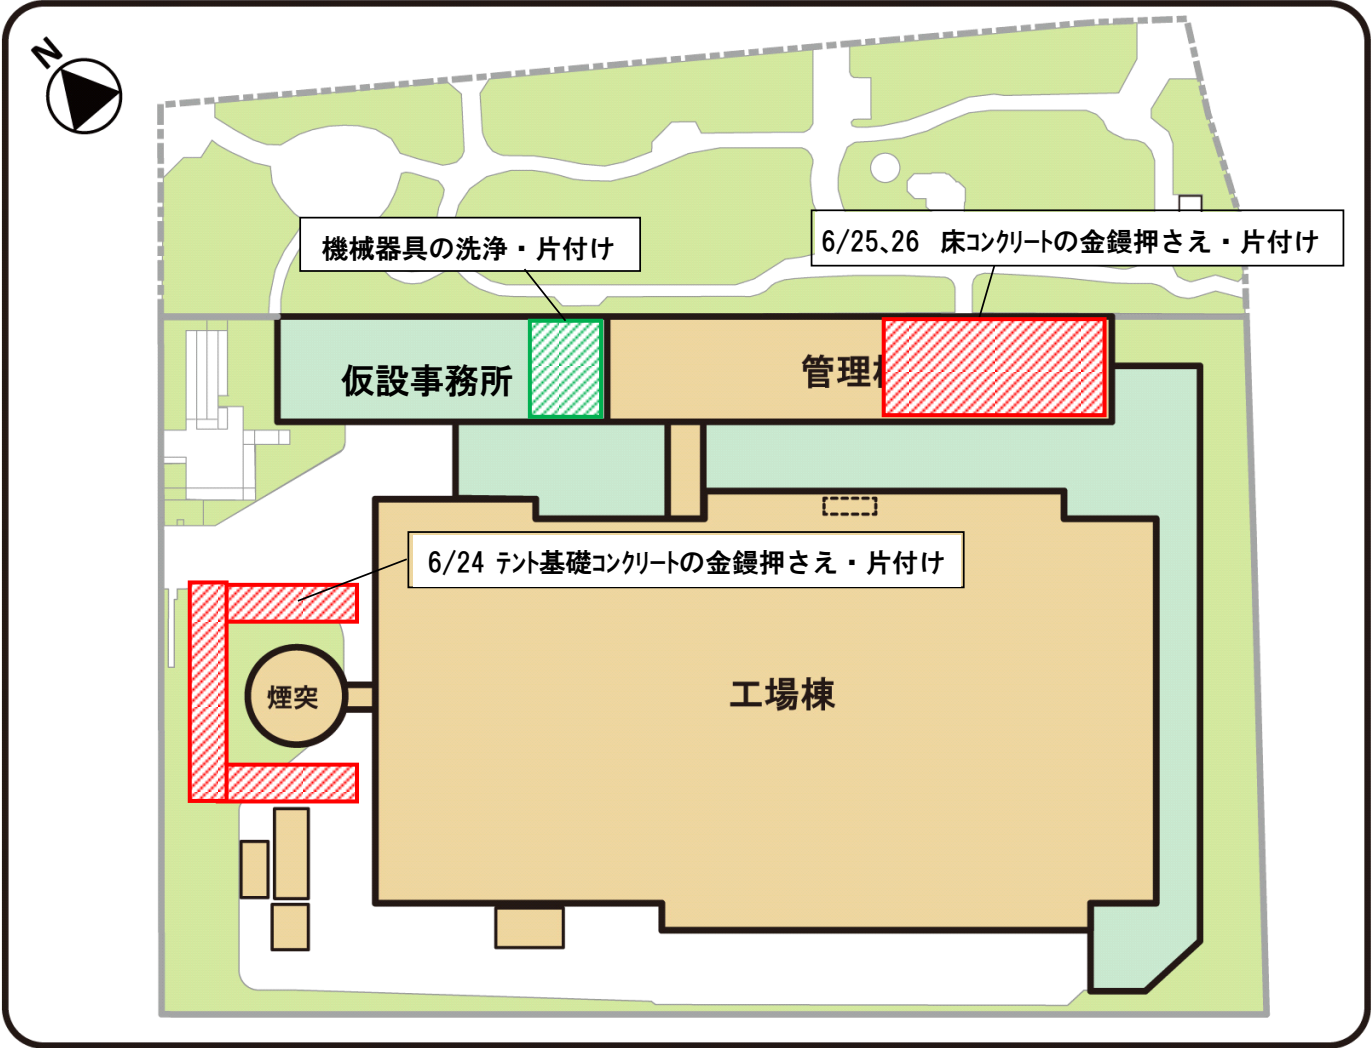 N
機械器具の洗浄・片付け
6/25、26 床コンクリートの金鏝押さえ・片付け
仮設事務所
管理
6/24 テント基礎コンクリートの金鏝押さえ・片付け
煙突
工場棟